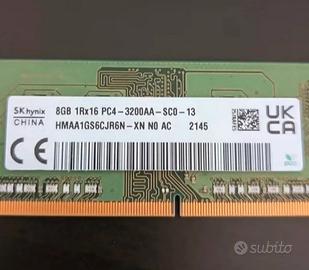 SK hynix
CHINA
8GB 1Rx16 PC4-3200AA-SC0-13
HMAA1GS6CJR6N-XN N0 AC 2145
UK
CA
CE
subito